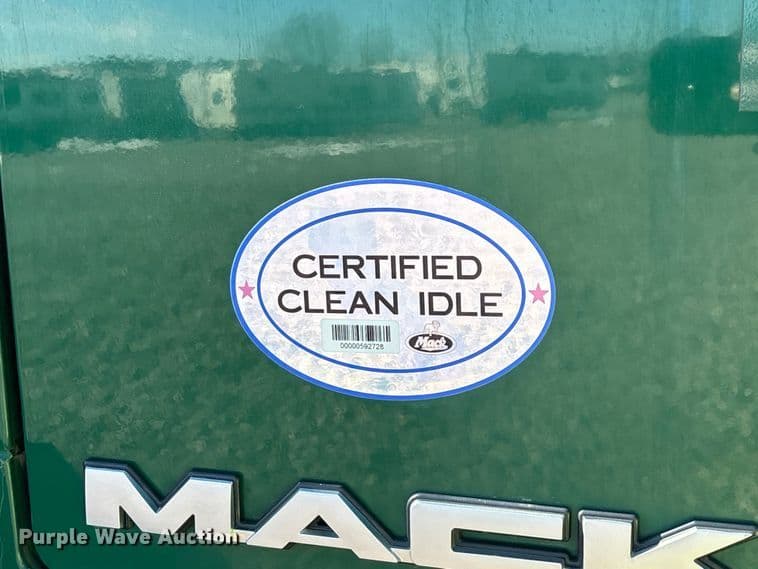 CERTIFIED
CLEAN IDLE
00000592728
Mack
MACK
Purple Wave Auction